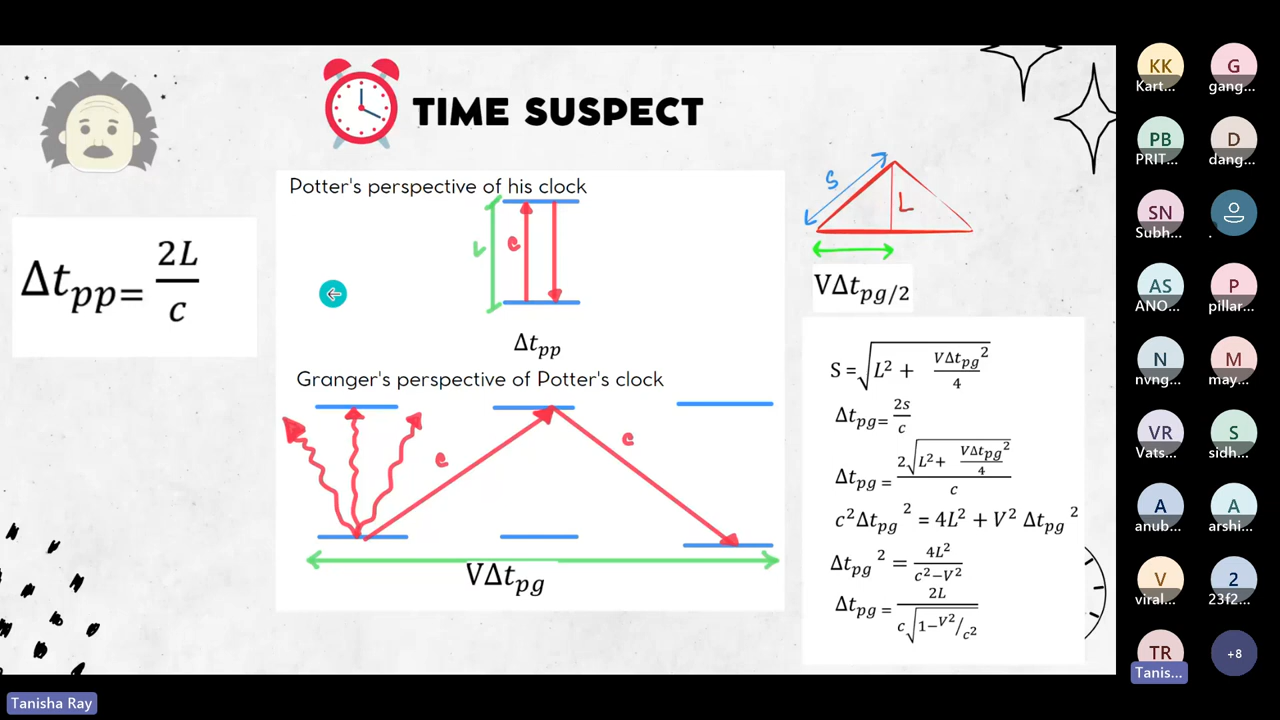 TIME SUSPECT
Potter's perspective of his clock
L
c
Δt_pp = 2L/c
Δt_pp
Granger's perspective of Potter's clock
c
c
VΔt_pg
S
L
VΔt_pg/2
S = √(L² + VΔt_pg²/4)
Δt_pg = 2s/c
Δt_pg = 2√(L² + VΔt_pg²/4)/c
c²Δt_pg² = 4L² + V² Δt_pg²
Δt_pg² = 4L²/(c²−V²)
Δt_pg = 2L/(c√(1−V²/c²))
KK
Kart...
G
gang...
PB
PRIT...
D
dang...
SN
Subh...
.
AS
ANO...
P
pillar...
N
nvng...
M
may...
VR
Vats...
S
sidh...
A
anub...
A
arshi...
V
viral...
2
23f2...
TR
Tanis...
+8
Tanisha Ray